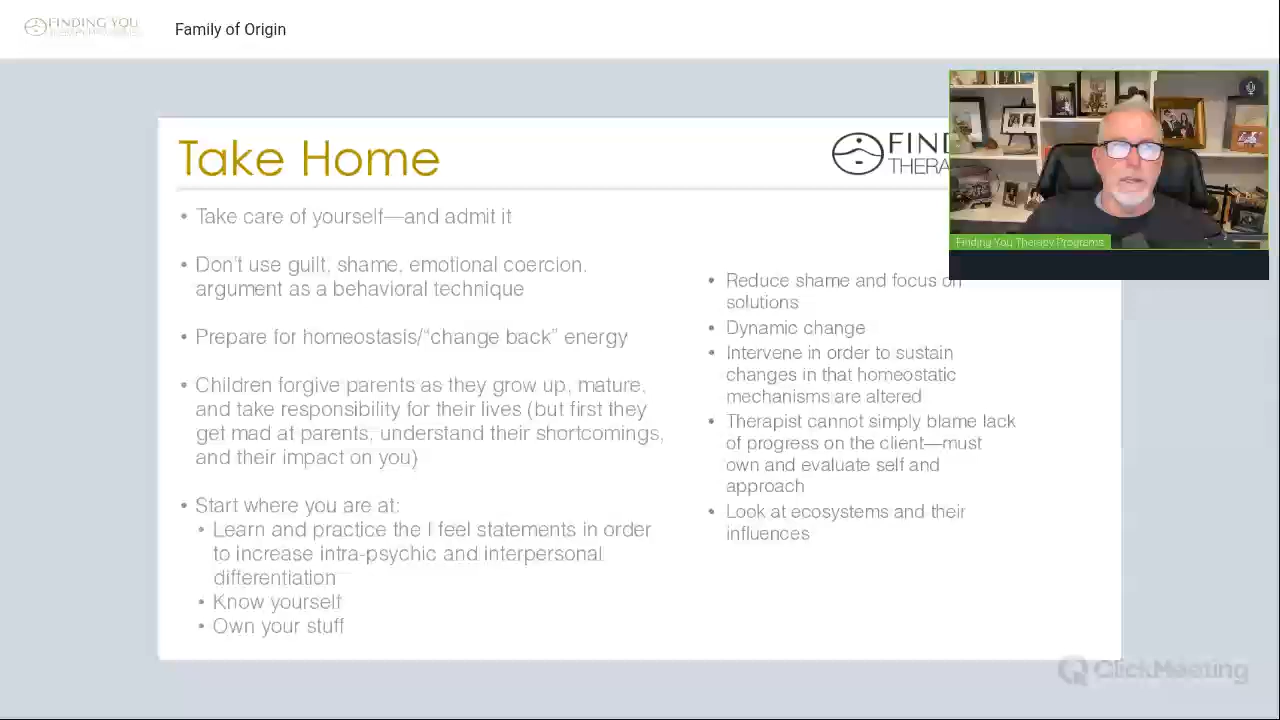 FINDING YOU
Family of Origin
Take Home
FIND
THERA
Finding You Therapy Programs
• Take care of yourself—and admit it
• Don't use guilt, shame, emotional coercion,
argument as a behavioral technique
• Prepare for homeostasis/“change back” energy
• Children forgive parents as they grow up, mature,
and take responsibility for their lives (but first they
get mad at parents, understand their shortcomings,
and their impact on you)
• Start where you are at:
• Learn and practice the I feel statements in order
to increase intra-psychic and interpersonal
differentiation
• Know yourself
• Own your stuff
• Reduce shame and focus on
solutions
• Dynamic change
• Intervene in order to sustain
changes in that homeostatic
mechanisms are altered
• Therapist cannot simply blame lack
of progress on the client—must
own and evaluate self and
approach
• Look at ecosystems and their
influences
ClickMeeting